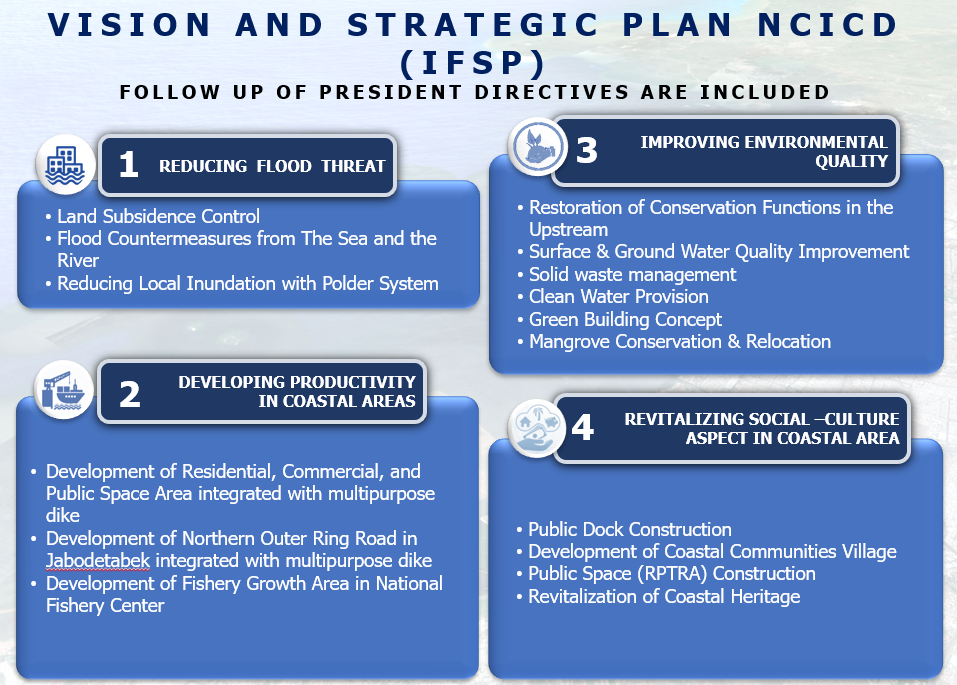 VISION AND STRATEGIC PLAN NCICD
(IFSP)
FOLLOW UP OF PRESIDENT DIRECTIVES ARE INCLUDED
1 REDUCING FLOOD THREAT
• Land Subsidence Control
• Flood Countermeasures from The Sea and the
River
• Reducing Local Inundation with Polder System
2 DEVELOPING PRODUCTIVITY
IN COASTAL AREAS
• Development of Residential, Commercial, and
Public Space Area integrated with multipurpose
dike
• Development of Northern Outer Ring Road in
Jabodetabek integrated with multipurpose dike
• Development of Fishery Growth Area in National
Fishery Center
3 IMPROVING ENVIRONMENTAL
QUALITY
• Restoration of Conservation Functions in the
Upstream
• Surface & Ground Water Quality Improvement
• Solid waste management
• Clean Water Provision
• Green Building Concept
• Mangrove Conservation & Relocation
4 REVITALIZING SOCIAL –CULTURE
ASPECT IN COASTAL AREA
• Public Dock Construction
• Development of Coastal Communities Village
• Public Space (RPTRA) Construction
• Revitalization of Coastal Heritage